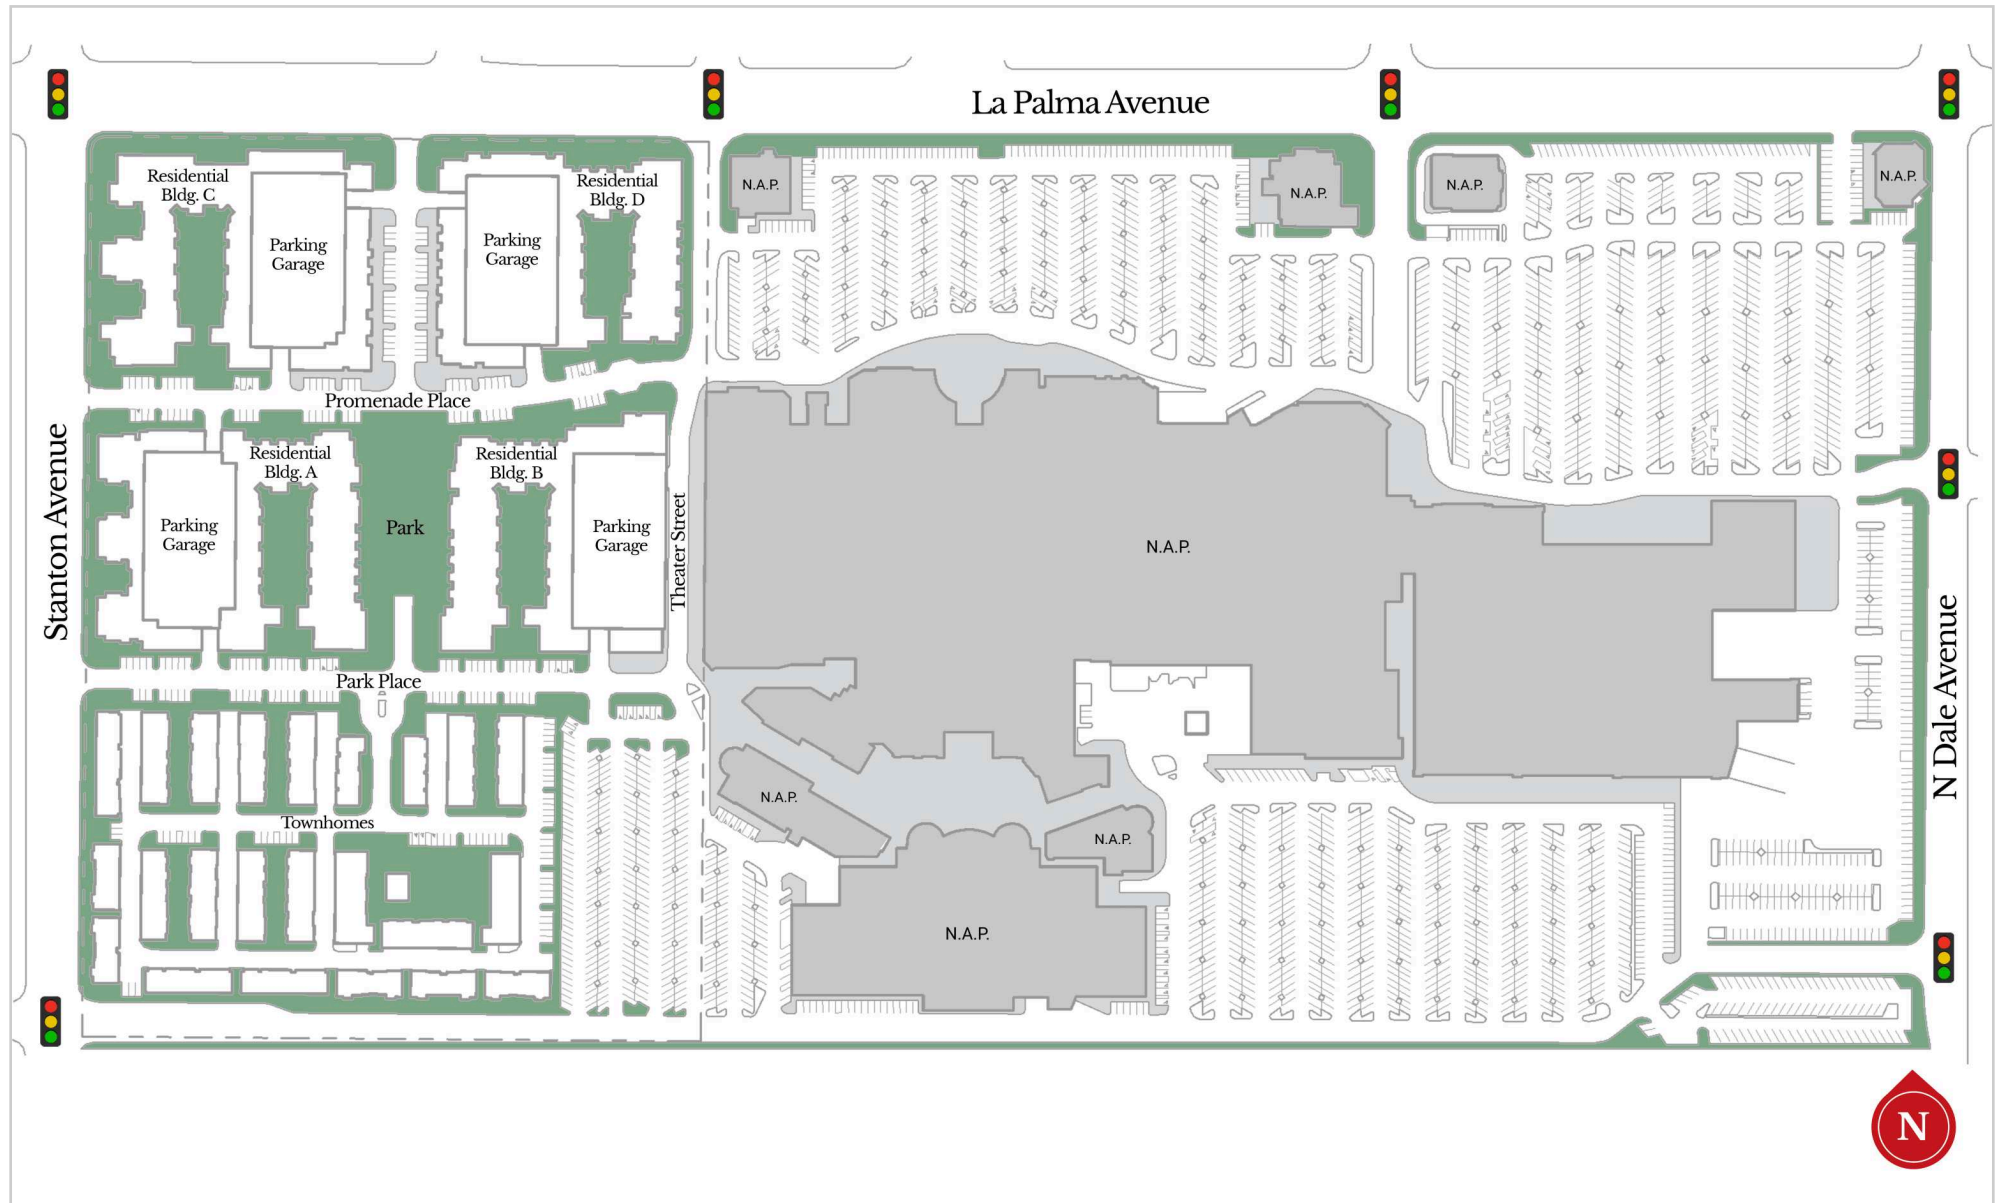 La Palma Avenue
Residential
Bldg. C
Parking
Garage
Parking
Garage
Residential
Bldg. D
N.A.P.
N.A.P.
N.A.P.
N.A.P.
Promenade Place
Stanton Avenue
Residential
Bldg. A
Parking
Garage
Park
Residential
Bldg. B
Parking
Garage
Theater Street
N.A.P.
Park Place
N Dale Avenue
Townhomes
N.A.P.
N.A.P.
N.A.P.
N